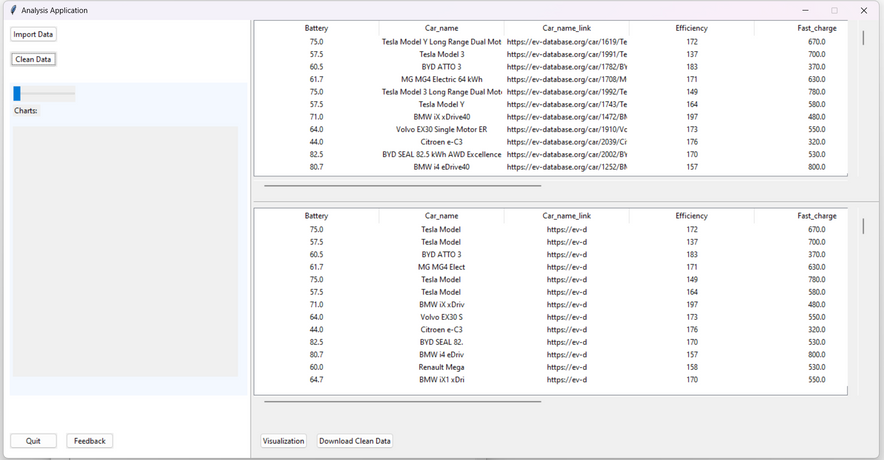 Analysis Application
Import Data
Clean Data
Charts:
Quit
Feedback
Battery Car_name Car_name_link Efficiency Fast_charge
75.0 Tesla Model Y Long Range Dual Mot https://ev-database.org/car/1619/Te 172 670.0
57.5 Tesla Model 3 https://ev-database.org/car/1991/Te 137 700.0
60.5 BYD ATTO 3 https://ev-database.org/car/1782/BY 183 370.0
61.7 MG MG4 Electric 64 kWh https://ev-database.org/car/1708/M 171 630.0
75.0 Tesla Model 3 Long Range Dual Mot https://ev-database.org/car/1992/Te 149 780.0
57.5 Tesla Model Y https://ev-database.org/car/1743/Te 164 580.0
71.0 BMW iX xDrive40 https://ev-database.org/car/1472/BM 197 480.0
64.0 Volvo EX30 Single Motor ER https://ev-database.org/car/1910/Vo 173 550.0
44.0 Citroen e-C3 https://ev-database.org/car/2039/Ci 176 320.0
82.5 BYD SEAL 82.5 kWh AWD Excellence https://ev-database.org/car/2002/BY 170 530.0
80.7 BMW i4 eDrive40 https://ev-database.org/car/1252/BM 157 800.0
Battery Car_name Car_name_link Efficiency Fast_charge
75.0 Tesla Model https://ev-d 172 670.0
57.5 Tesla Model https://ev-d 137 700.0
60.5 BYD ATTO 3 https://ev-d 183 370.0
61.7 MG MG4 Elect https://ev-d 171 630.0
75.0 Tesla Model https://ev-d 149 780.0
57.5 Tesla Model https://ev-d 164 580.0
71.0 BMW iX xDriv https://ev-d 197 480.0
64.0 Volvo EX30 S https://ev-d 173 550.0
44.0 Citroen e-C3 https://ev-d 176 320.0
82.5 BYD SEAL 82. https://ev-d 170 530.0
80.7 BMW i4 eDriv https://ev-d 157 800.0
60.0 Renault Mega https://ev-d 158 530.0
64.7 BMW iX1 xDri https://ev-d 170 550.0
Visualization
Download Clean Data